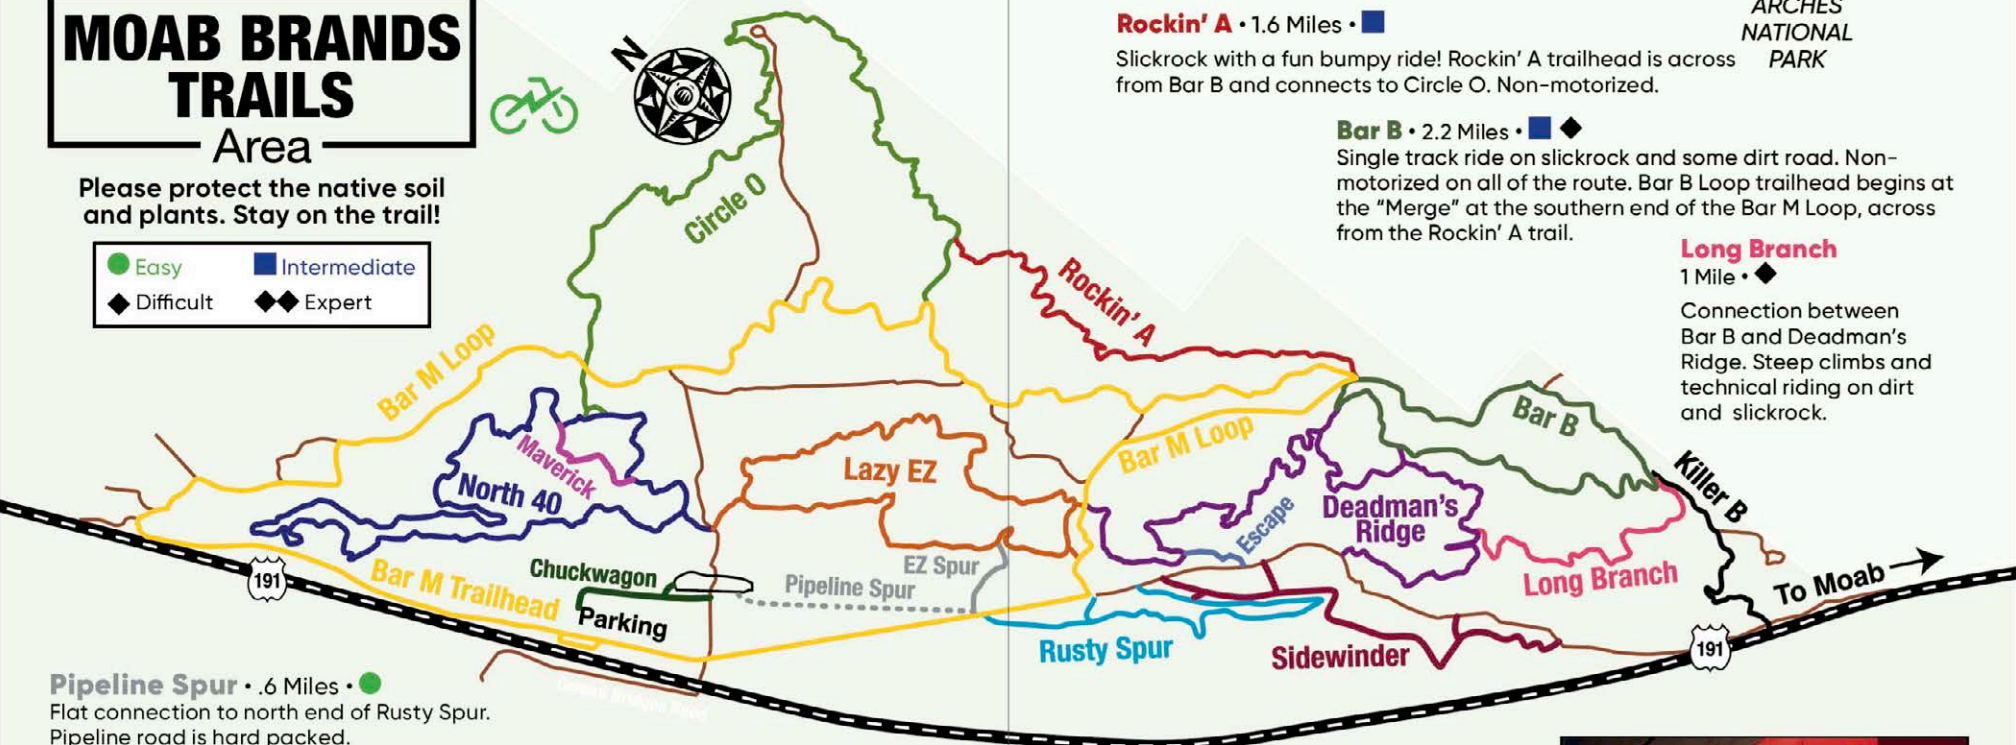 MOAB BRANDS
TRAILS
Area
Please protect the native soil
and plants. Stay on the trail!
Easy
Intermediate
Difficult
Expert
N
Rockin' A • 1.6 Miles •
Slickrock with a fun bumpy ride! Rockin' A trailhead is across
from Bar B and connects to Circle O. Non-motorized.
ARCHES
NATIONAL
PARK
Bar B • 2.2 Miles •
Single track ride on slickrock and some dirt road. Non-
motorized on all of the route. Bar B Loop trailhead begins at
the “Merge” at the southern end of the Bar M Loop, across
from the Rockin' A trail.
Long Branch
1 Mile •
Connection between
Bar B and Deadman's
Ridge. Steep climbs and
technical riding on dirt
and slickrock.
Circle O
Rockin' A
Bar M Loop
Maverick
North 40
Lazy EZ
Bar M Loop
Bar B
Killer B
Escape
Deadman's
Ridge
Long Branch
To Moab
191
Bar M Trailhead
Chuckwagon
Parking
Pipeline Spur
EZ Spur
Rusty Spur
Sidewinder
191
Pipeline Spur • .6 Miles •
Flat connection to north end of Rusty Spur.
Pipeline road is hard packed.